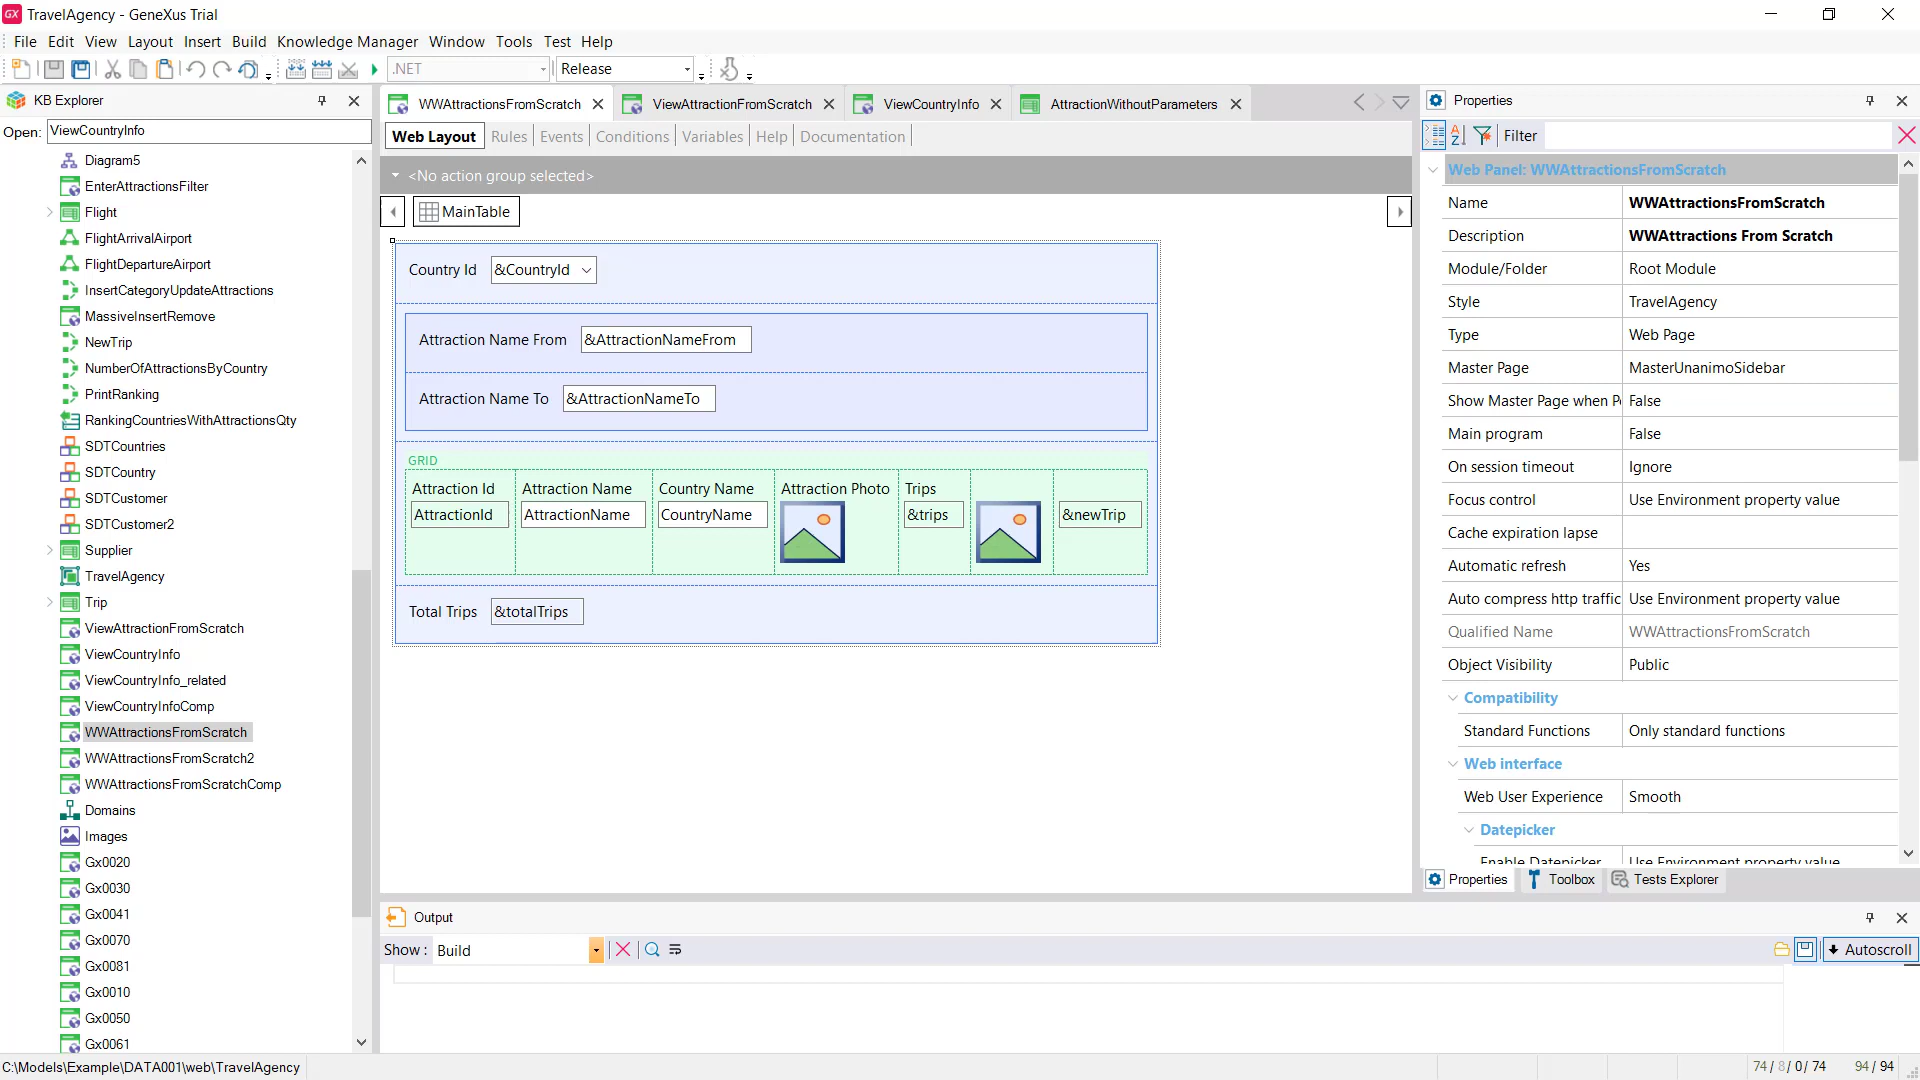 TravelAgency - GeneXus Trial
File Edit View Layout Insert Build Knowledge Manager Window Tools Test Help
.NET Release
KB Explorer
Open: ViewCountryInfo
Diagram5
EnterAttractionsFilter
Flight
FlightArrivalAirport
FlightDepartureAirport
InsertCategoryUpdateAttractions
MassiveInsertRemove
NewTrip
NumberOfAttractionsByCountry
PrintRanking
RankingCountriesWithAttractionsQty
SDTCountries
SDTCountry
SDTCustomer
SDTCustomer2
Supplier
TravelAgency
Trip
ViewAttractionFromScratch
ViewCountryInfo
ViewCountryInfo_related
ViewCountryInfoComp
WWAttractionsFromScratch
WWAttractionsFromScratch2
WWAttractionsFromScratchComp
Domains
Images
Gx0020
Gx0030
Gx0041
Gx0070
Gx0081
Gx0010
Gx0050
Gx0061
WWAttractionsFromScratch ViewAttractionFromScratch ViewCountryInfo AttractionWithoutParameters
Web Layout Rules Events Conditions Variables Help Documentation
<No action group selected>
MainTable
Country Id &CountryId
Attraction Name From &AttractionNameFrom
Attraction Name To &AttractionNameTo
GRID
Attraction Id Attraction Name Country Name Attraction Photo Trips
AttractionId AttractionName CountryName &trips &newTrip
Total Trips &totalTrips
Output
Show : Build Autoscroll
Properties
Filter
Web Panel: WWAttractionsFromScratch
Name WWAttractionsFromScratch
Description WWAttractions From Scratch
Module/Folder Root Module
Style TravelAgency
Type Web Page
Master Page MasterUnanimoSidebar
Show Master Page when P False
Main program False
On session timeout Ignore
Focus control Use Environment property value
Cache expiration lapse
Automatic refresh Yes
Auto compress http traffic Use Environment property value
Qualified Name WWAttractionsFromScratch
Object Visibility Public
Compatibility
Standard Functions Only standard functions
Web interface
Web User Experience Smooth
Datepicker
Enable Datepicker Use Environment property value
Properties Toolbox Tests Explorer
C:\Models\Example\DATA001\web\TravelAgency 74 / 8 / 0 / 74 94 / 94